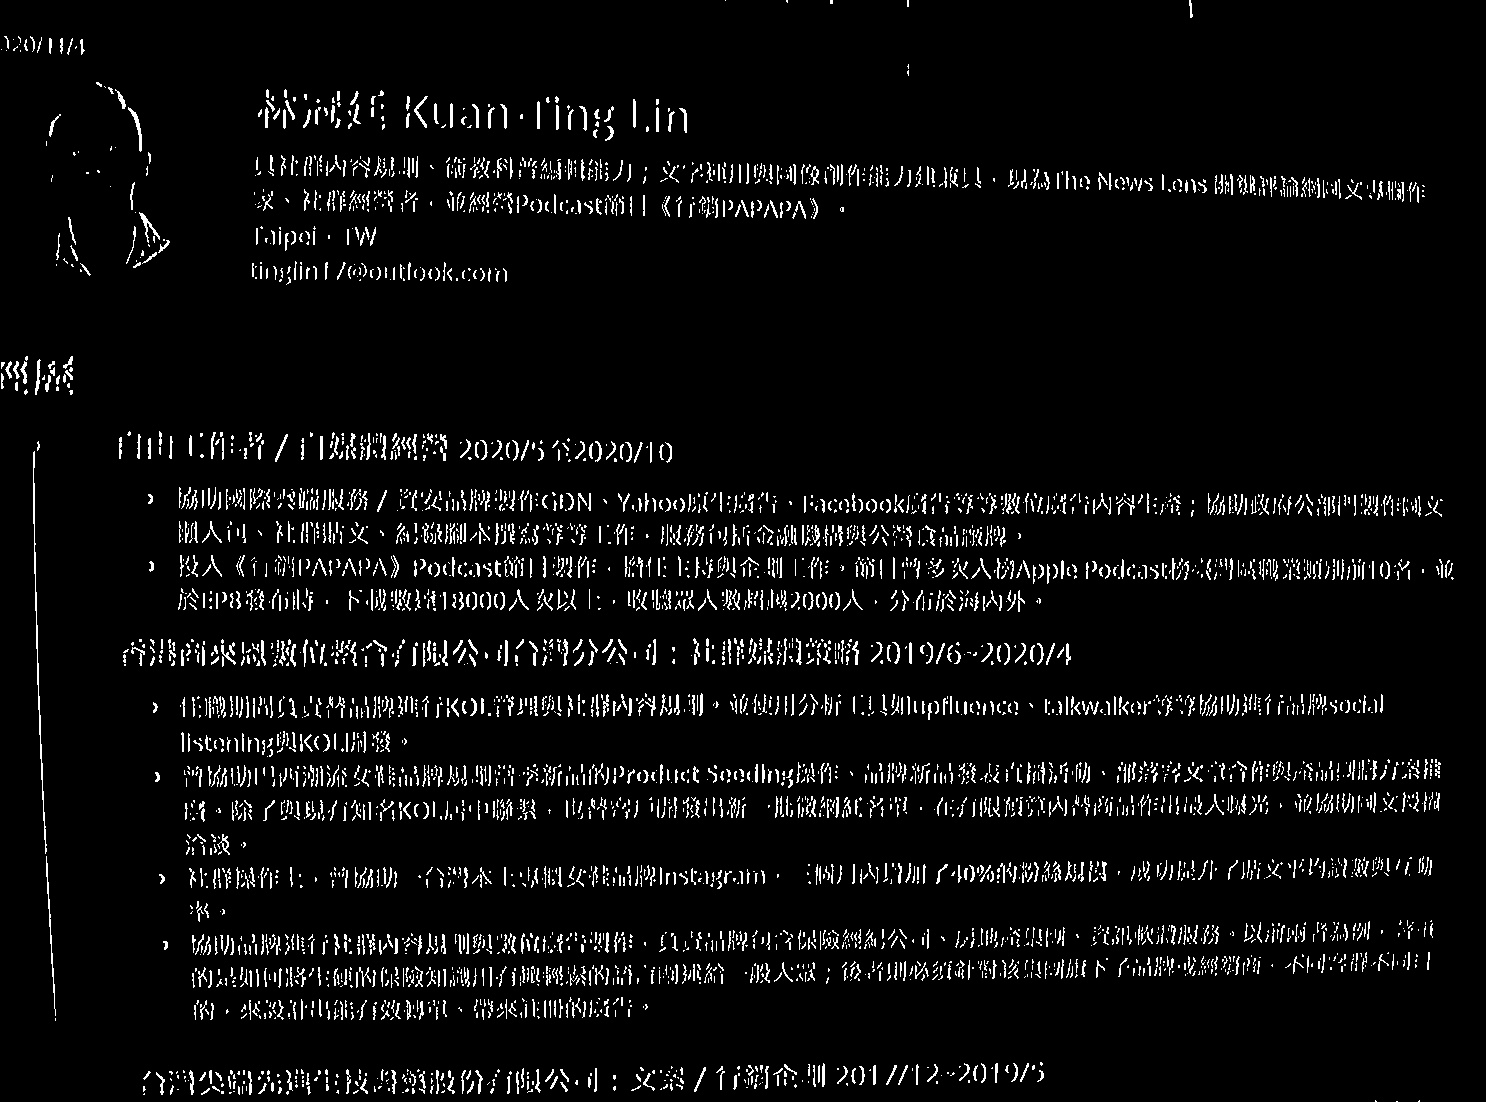 2020/11/4
林冠廷 Kuan-Ting Lin
具社群內容規劃、衛教科普編輯能力；文字運用與圖像創作能力兼具，現為The News Lens 關鍵評論網圖文專欄作
家、社群經營者，並經營Podcast節目《行銷PAPAPA》。
Taipei，TW
tinglin17@outlook.com
自由工作者 / 自媒體經營 2020/5 至2020/10
› 協助國際雲端服務 / 資安品牌製作GDN、Yahoo原生廣告、Facebook廣告等等數位廣告內容生產；協助政府公部門製作圖文
懶人包、社群貼文、紀錄腳本撰寫等等工作，服務包括金融機構與公營食品廠牌。
› 投入《行銷PAPAPA》Podcast節目製作，擔任主持與企劃工作，節目曾多次入榜Apple Podcast榜臺灣區職業類別前10名，並
於EP8發布時，下載數達18000人次以上，收聽眾人數超越2000人，分布於海內外。
香港商來恩數位整合有限公司台灣分公司：社群媒體策略 2019/6~2020/4
› 任職期間負責替品牌進行KOL管理與社群內容規劃，並使用分析工具如upfluence、talkwalker等等協助進行品牌social
listening與KOL開發。
› 曾協助巴西潮流女鞋品牌規劃當季新品的Product Seeding操作、品牌新品發表直播活動、部落客文章合作與產品團購方案推
廣。除了與現有知名KOL居中聯繫，也替客戶開發出新一批微網紅名單，在有限預算內替商品作出最大曝光，並協助圖文授權
洽談。
› 社群操作上，曾協助一台灣本土專櫃女鞋品牌Instagram，三個月內增加了40%的粉絲規模，成功提升了貼文平均讚數與互動
率。
› 協助品牌進行社群內容規劃與數位廣告製作，負責品牌包含保險經紀公司、房地產集團、資訊軟體服務。以前兩者為例，著重
的是如何將生硬的保險知識用有趣輕鬆的語言傳遞給一般大眾；後者則必須針對該集團旗下子品牌或經銷商，不同客群不同目
的，來設計出能有效轉單、帶來註冊的廣告。
台灣尖端先進生技醫藥股份有限公司：文案 / 行銷企劃 2017/12~2019/5